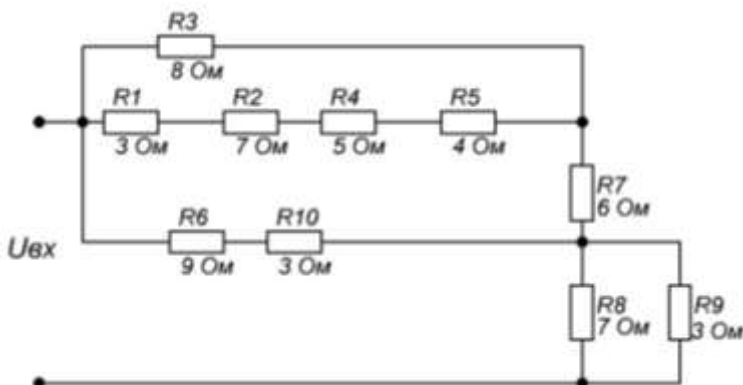 R3
8 Ом
R1 R2 R4 R5
3 Ом 7 Ом 5 Ом 4 Ом
R7
6 Ом
R6 R10
9 Ом 3 Ом
Uвх
R8 R9
7 Ом 3 Ом